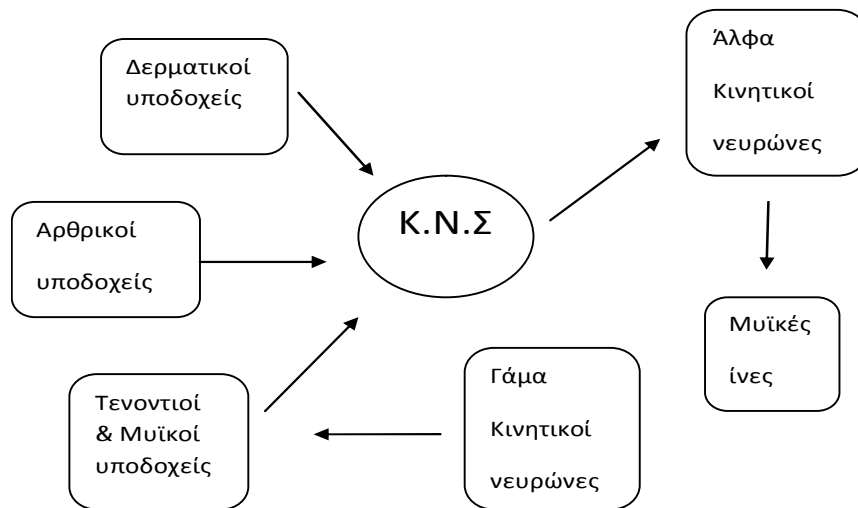 Δερματικοί
υποδοχείς
Άλφα
Κινητικοί
νευρώνες
Κ.Ν.Σ
Αρθρικοί
υποδοχείς
Μυϊκές
ίνες
Τενοντιοί
& Μυϊκοί
υποδοχείς
Γάμα
Κινητικοί
νευρώνες